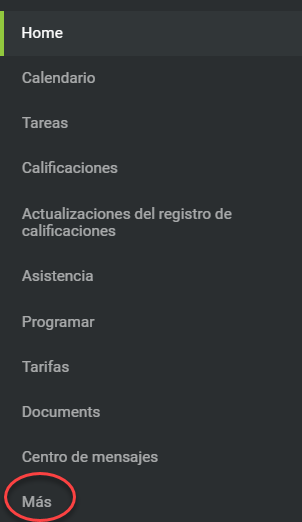 Home
Calendario
Tareas
Calificaciones
Actualizaciones del registro de
calificaciones
Asistencia
Programar
Tarifas
Documents
Centro de mensajes
Más